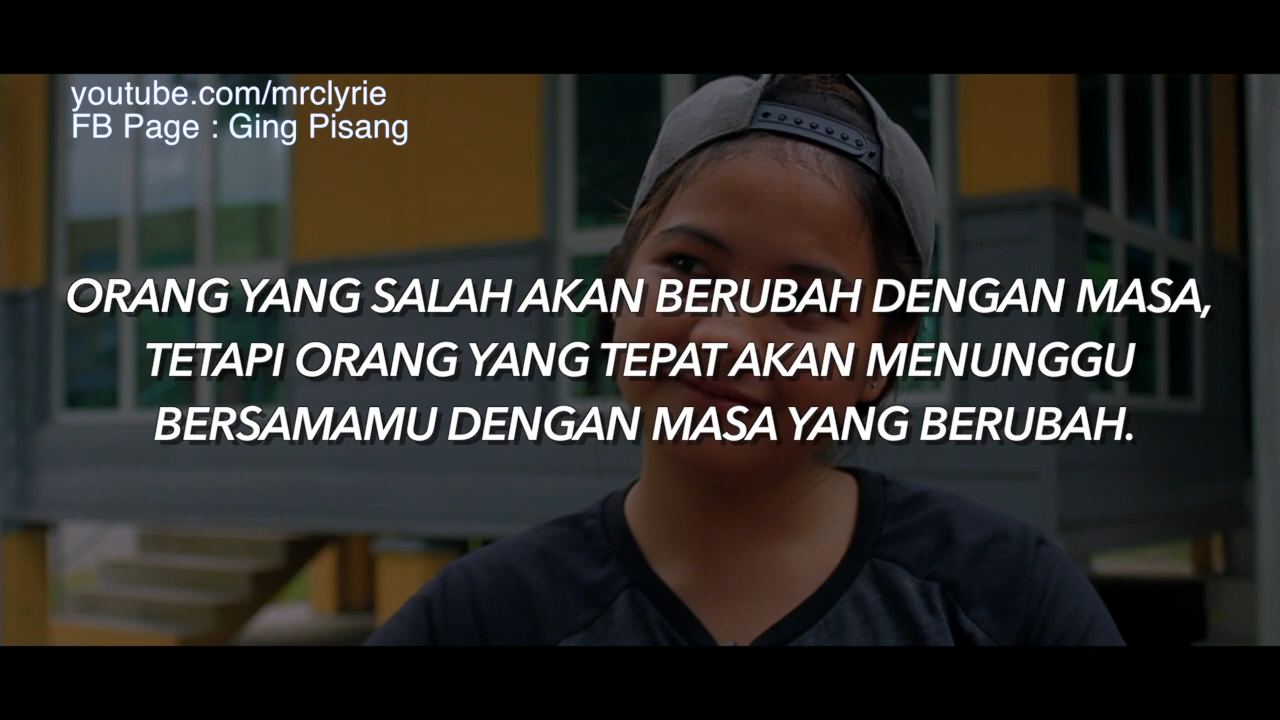 youtube.com/mrclyrie
FB Page : Ging Pisang
ORANG YANG SALAH AKAN BERUBAH DENGAN MASA,
TETAPI ORANG YANG TEPAT AKAN MENUNGGU
BERSAMAMU DENGAN MASA YANG BERUBAH.